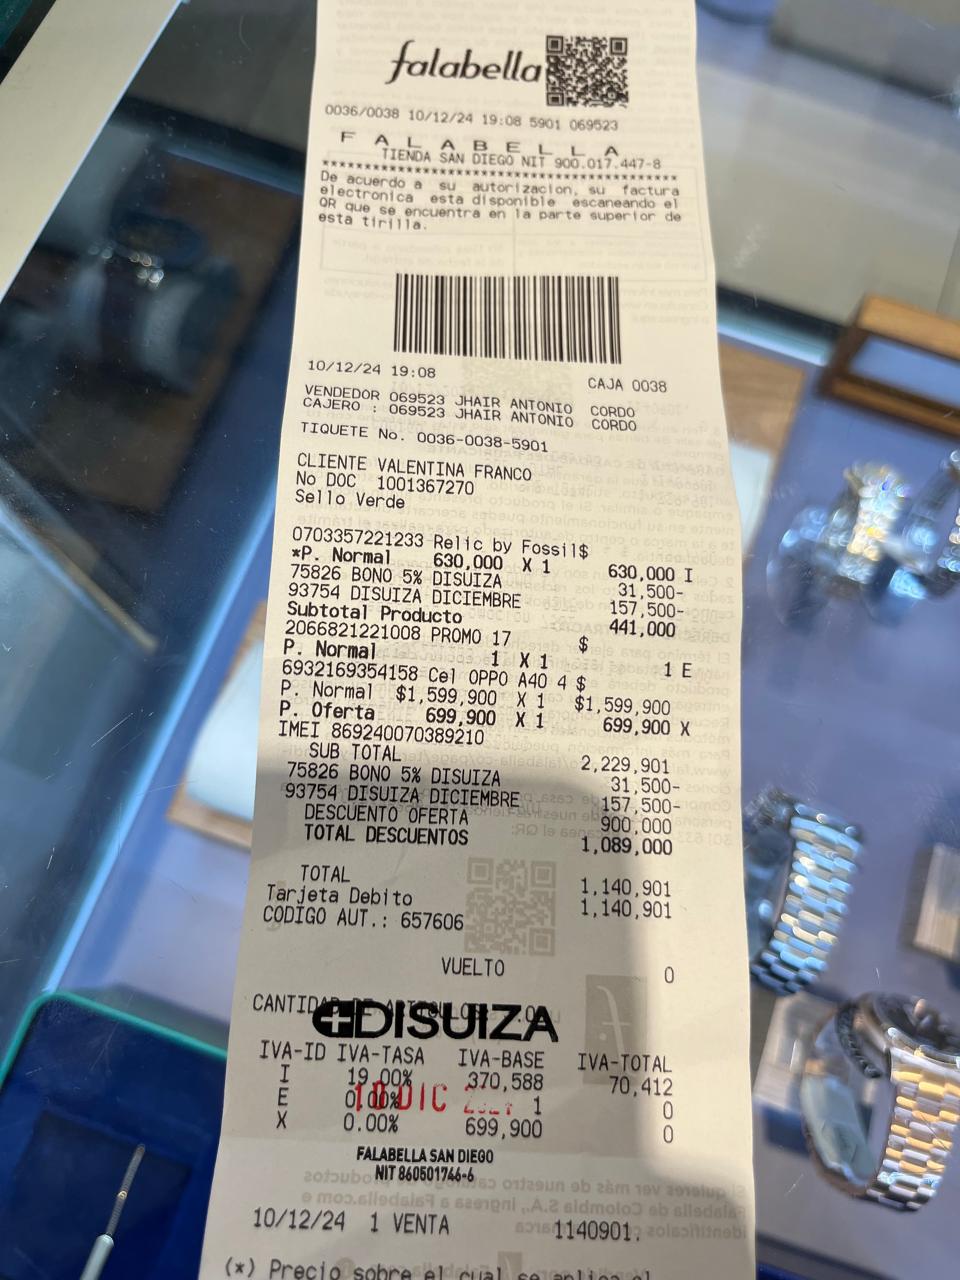 falabella
0036/0038 10/12/24 19:08 5901 069523
F A L A B E L L A
TIENDA SAN DIEGO NIT 900.017.447-8
****************************************
De acuerdo a su autorizacion, su factura
electronica esta disponible escaneando el
QR que se encuentra en la parte superior de
esta tirilla.
10/12/24 19:08 CAJA 0038
VENDEDOR 069523 JHAIR ANTONIO CORDO
CAJERO : 069523 JHAIR ANTONIO CORDO
TIQUETE No. 0036-0038-5901
CLIENTE VALENTINA FRANCO
No DOC 1001367270
Sello Verde
0703357221233 Relic by Fossil$
*P. Normal 630,000 X 1 630,000 I
75826 BONO 5% DISUIZA 31,500-
93754 DISUIZA DICIEMBRE 157,500-
Subtotal Producto 441,000
2066821221008 PROMO 17 $
P. Normal 1 X 1 1 E
6932169354158 Cel OPPO A40 4 $
P. Normal $1,599,900 X 1 $1,599,900
P. Oferta 699,900 X 1 699,900 X
IMEI 869240070389210
SUB TOTAL 2,229,901
75826 BONO 5% DISUIZA 31,500-
93754 DISUIZA DICIEMBRE 157,500-
DESCUENTO OFERTA 900,000
TOTAL DESCUENTOS 1,089,000
TOTAL 1,140,901
Tarjeta Debito 1,140,901
CODIGO AUT.: 657606
VUELTO 0
CANTIDAD DE ARTICULOS
DISUIZA
IVA-ID IVA-TASA IVA-BASE IVA-TOTAL
I 19.00% 370,588 70,412
E 0.00% 1 0
10 DIC
X 0.00% 699,900 0
FALABELLA SAN DIEGO
NIT 860501746-6
10/12/24 1 VENTA 1140901.
(*) Precio sobre el cual se aplica el